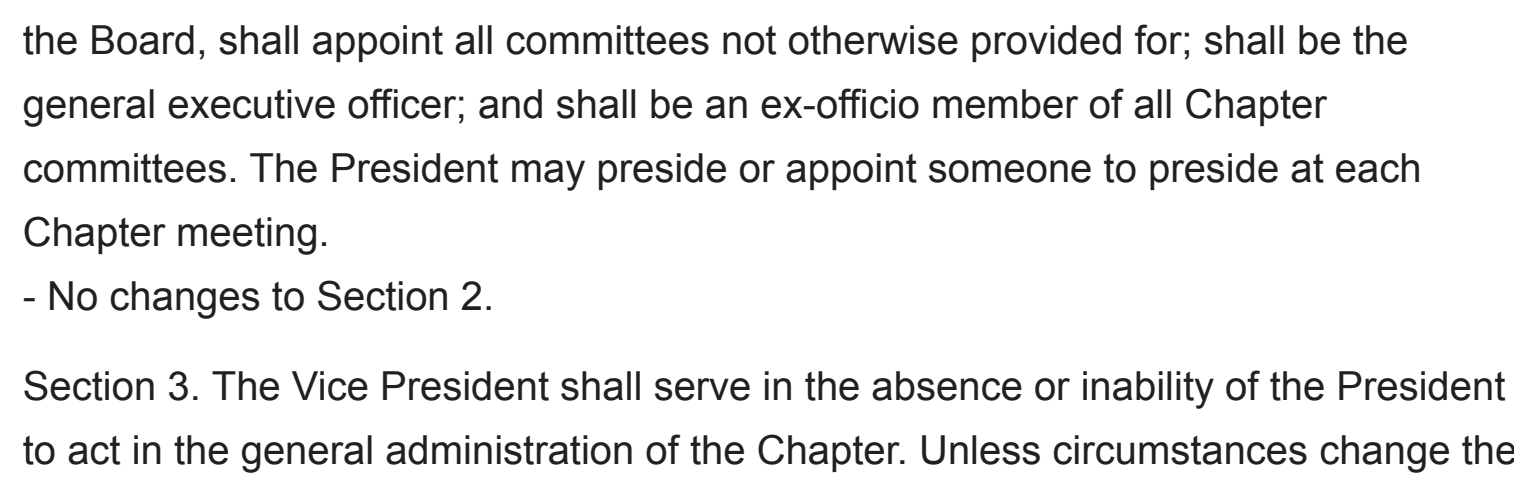 the Board, shall appoint all committees not otherwise provided for; shall be the
general executive officer; and shall be an ex-officio member of all Chapter
committees. The President may preside or appoint someone to preside at each
Chapter meeting.
- No changes to Section 2.
Section 3. The Vice President shall serve in the absence or inability of the President
to act in the general administration of the Chapter. Unless circumstances change the